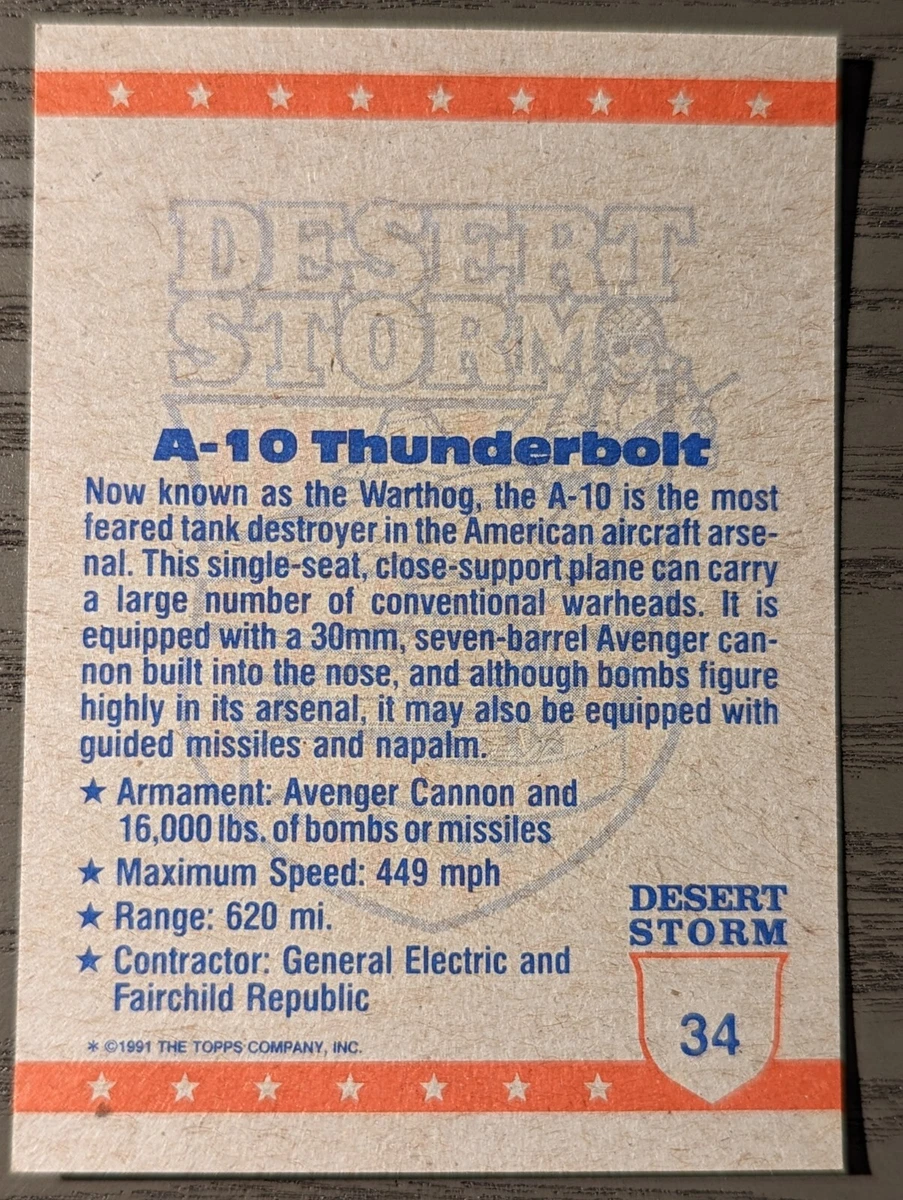 DESERT
STORM
A-10 Thunderbolt
Now known as the Warthog, the A-10 is the most
feared tank destroyer in the American aircraft arse-
nal. This single-seat, close-support plane can carry
a large number of conventional warheads. It is
equipped with a 30mm, seven-barrel Avenger can-
non built into the nose, and although bombs figure
highly in its arsenal, it may also be equipped with
guided missiles and napalm.
★ Armament: Avenger Cannon and
16,000 lbs. of bombs or missiles
★ Maximum Speed: 449 mph
★ Range: 620 mi.
★ Contractor: General Electric and
Fairchild Republic
* ©1991 THE TOPPS COMPANY, INC.
DESERT
STORM
34